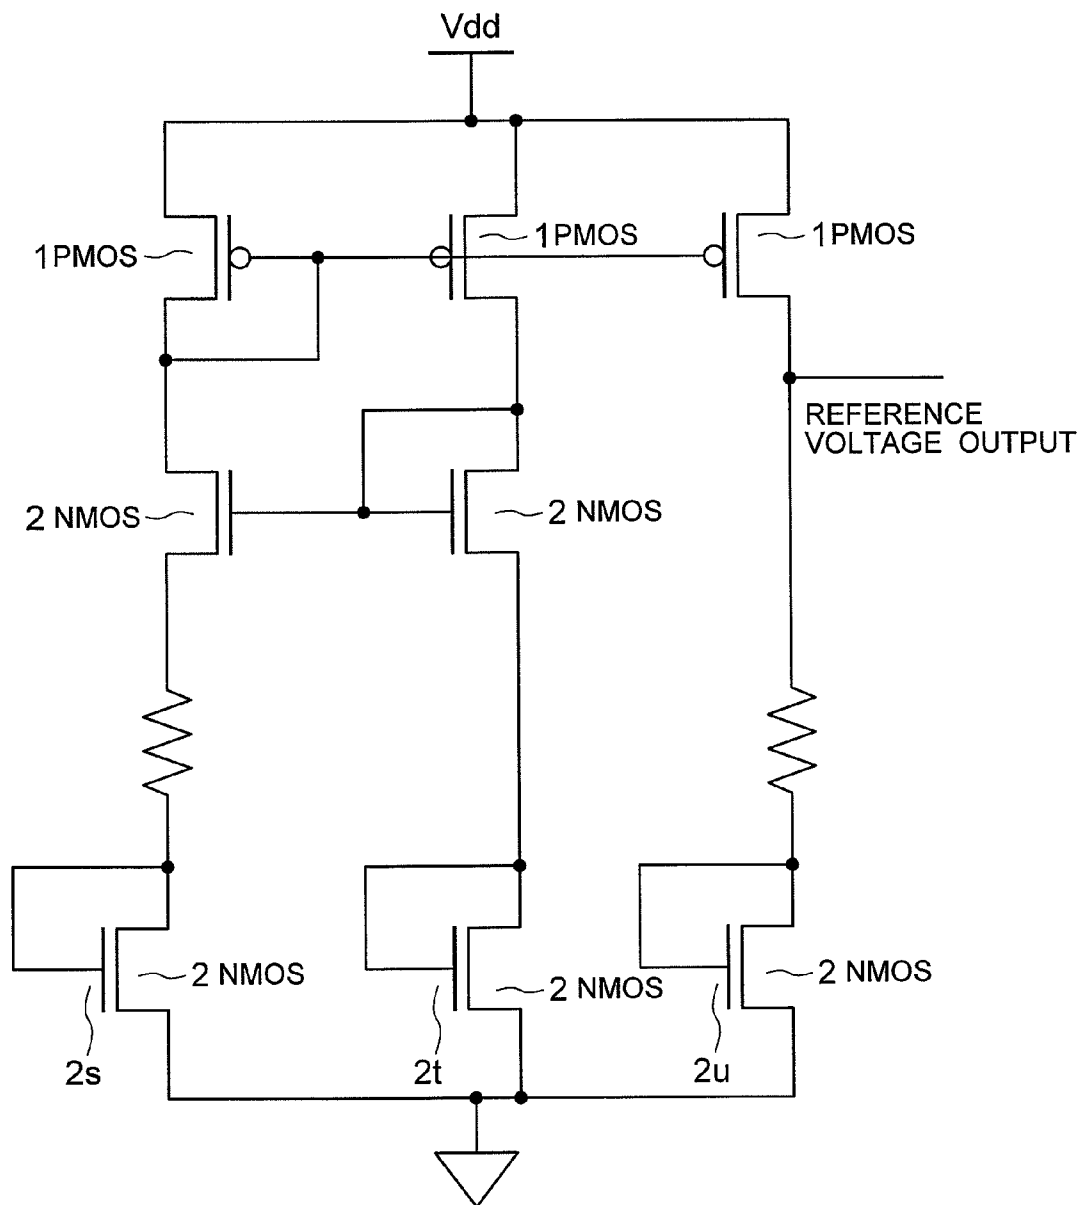 Vdd
1PMOS
1PMOS
1PMOS
REFERENCE
VOLTAGE OUTPUT
2 NMOS
2 NMOS
2 NMOS
2 NMOS
2 NMOS
2s
2t
2u